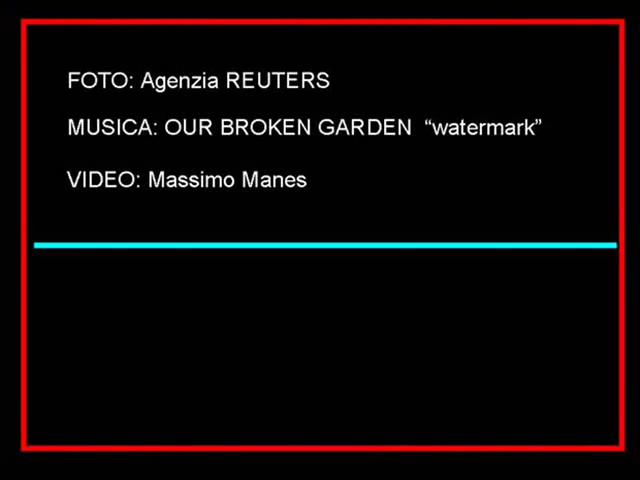 FOTO: Agenzia REUTERS
MUSICA: OUR BROKEN GARDEN “watermark”
VIDEO: Massimo Manes